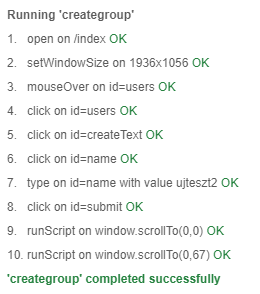 Running 'creategroup'
1. open on /index OK
2. setWindowSize on 1936x1056 OK
3. mouseOver on id=users OK
4. click on id=users OK
5. click on id=createText OK
6. click on id=name OK
7. type on id=name with value ujteszt2 OK
8. click on id=submit OK
9. runScript on window.scrollTo(0,0) OK
10. runScript on window.scrollTo(0,67) OK
'creategroup' completed successfully